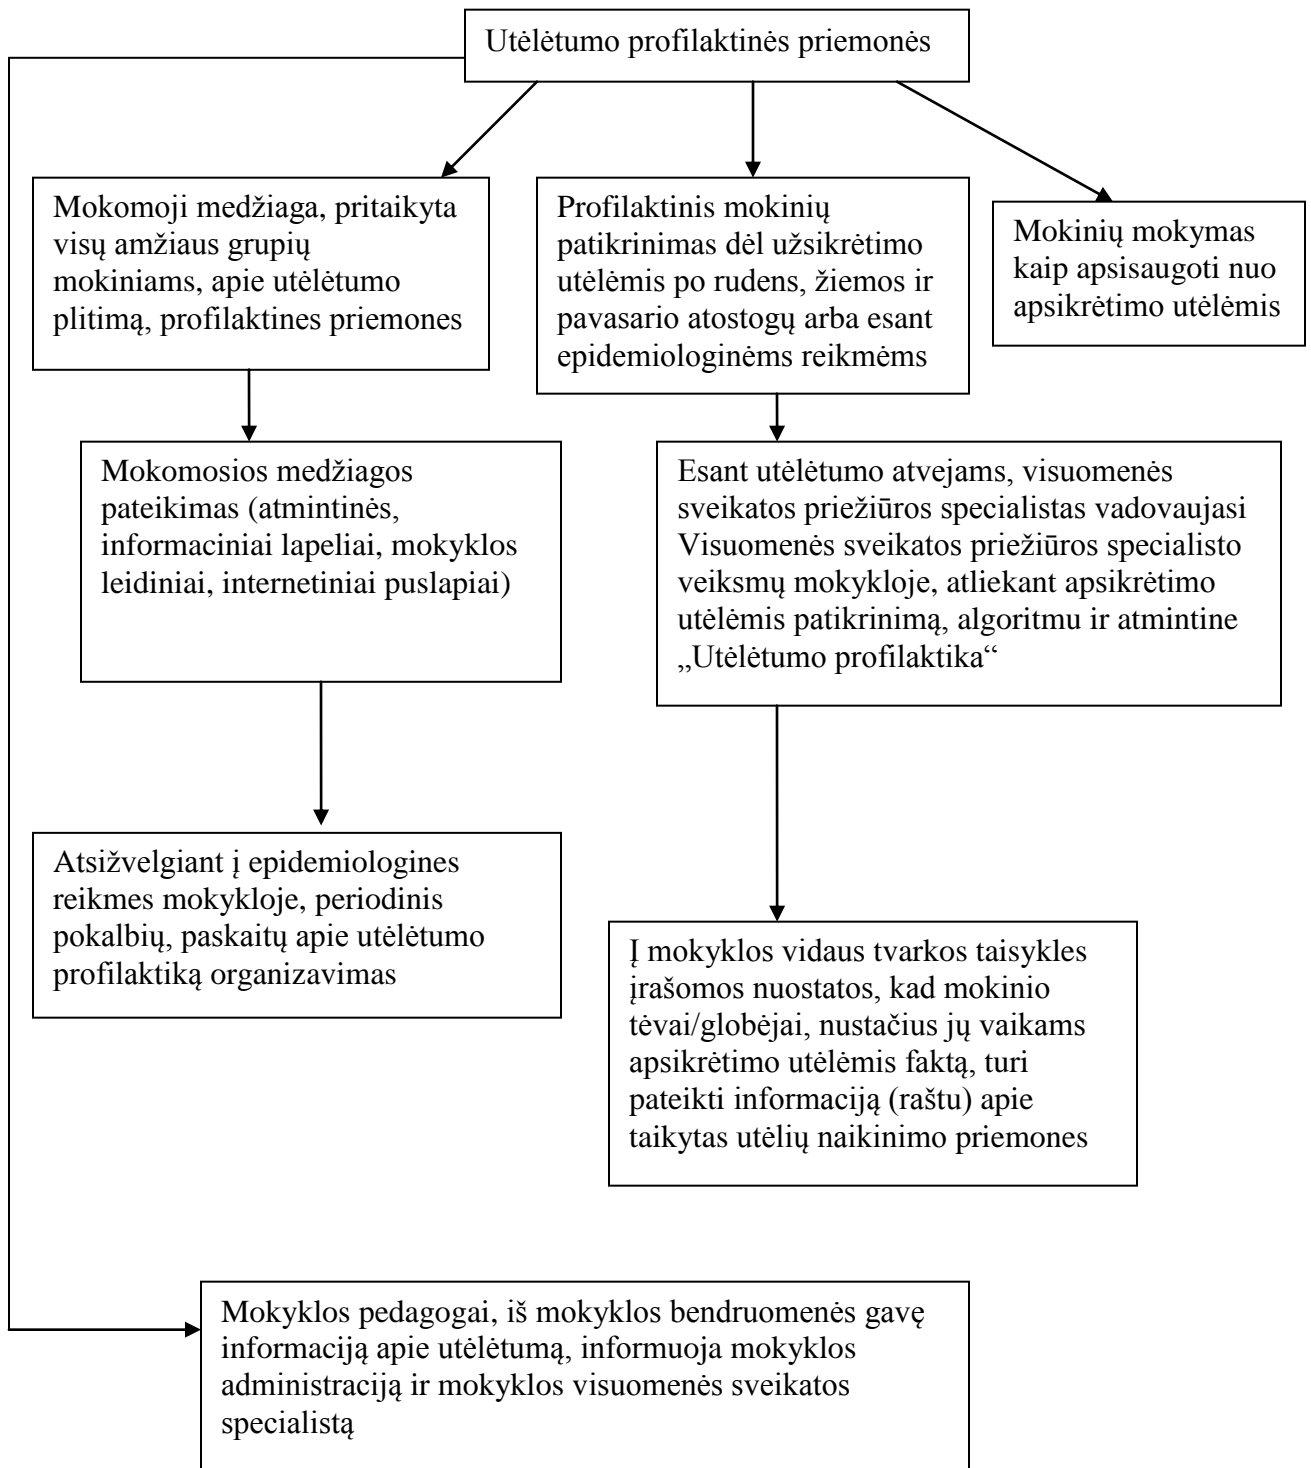 Utėlėtumo profilaktinės priemonės
Mokomoji medžiaga, pritaikyta
visų amžiaus grupių
mokiniams, apie utėlėtumo
plitimą, profilaktines priemones
Profilaktinis mokinių
patikrinimas dėl užsikrėtimo
utėlėmis po rudens, žiemos ir
pavasario atostogų arba esant
epidemiologinėms reikmėms
Mokinių mokymas
kaip apsisaugoti nuo
apsikrėtimo utėlėmis
Mokomosios medžiagos
pateikimas (atmintinės,
informaciniai lapeliai, mokyklos
leidiniai, internetiniai puslapiai)
Esant utėlėtumo atvejams, visuomenės
sveikatos priežiūros specialistas vadovaujasi
Visuomenės sveikatos priežiūros specialisto
veiksmų mokykloje, atliekant apsikrėtimo
utėlėmis patikrinimą, algoritmu ir atmintine
„Utėlėtumo profilaktika“
Atsižvelgiant į epidemiologines
reikmes mokykloje, periodinis
pokalbių, paskaitų apie utėlėtumo
profilaktiką organizavimas
Į mokyklos vidaus tvarkos taisykles
įrašomos nuostatos, kad mokinio
tėvai/globėjai, nustačius jų vaikams
apsikrėtimo utėlėmis faktą, turi
pateikti informaciją (raštu) apie
taikytas utėlių naikinimo priemones
Mokyklos pedagogai, iš mokyklos bendruomenės gavę
informaciją apie utėlėtumą, informuoja mokyklos
administraciją ir mokyklos visuomenės sveikatos
specialistą